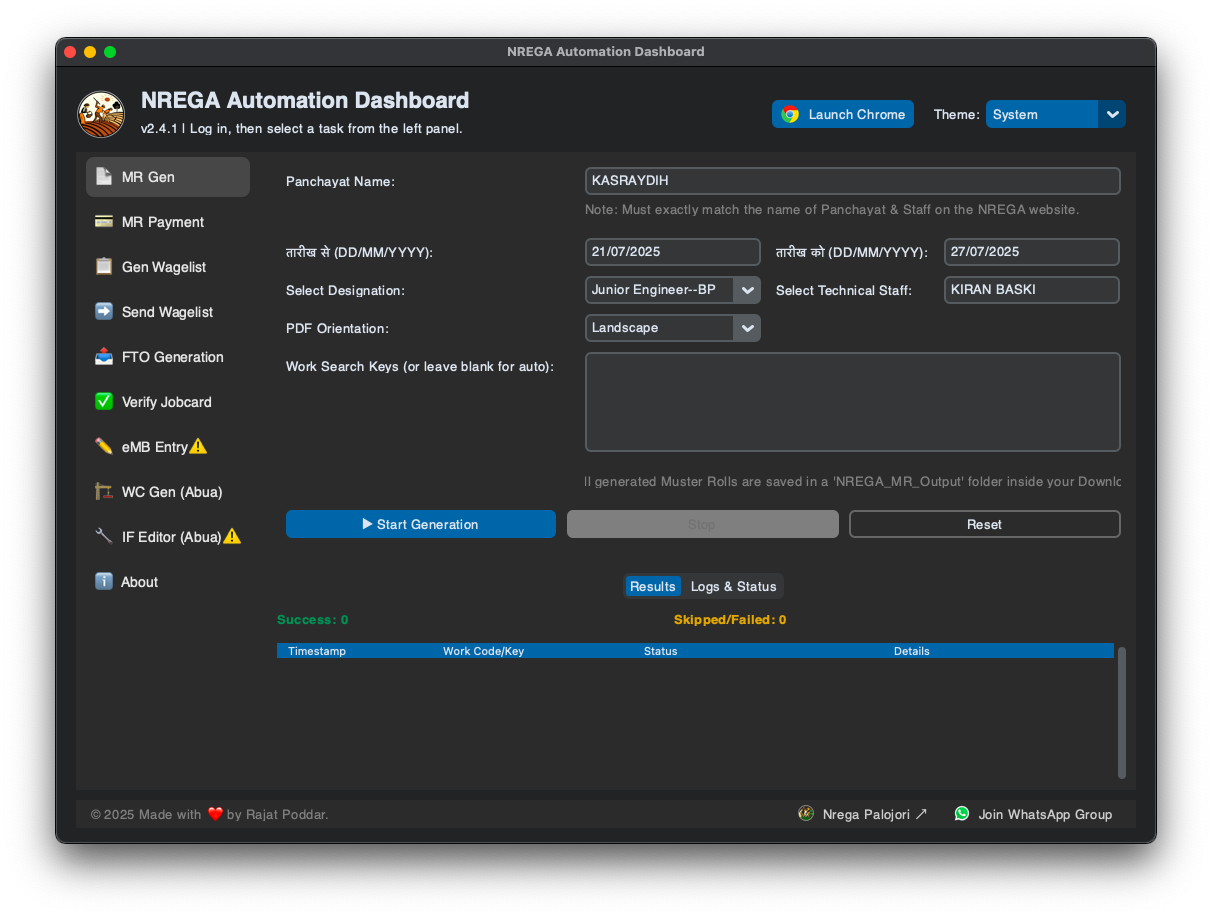 NREGA Automation Dashboard
NREGA Automation Dashboard
v2.4.1 | Log in, then select a task from the left panel.
Launch Chrome
Theme: System
MR Gen
MR Payment
Gen Wagelist
Send Wagelist
FTO Generation
Verify Jobcard
eMB Entry
WC Gen (Abua)
IF Editor (Abua)
About
Panchayat Name: KASRAYDIH
Note: Must exactly match the name of Panchayat & Staff on the NREGA website.
तारीख से (DD/MM/YYYY): 21/07/2025 तारीख को (DD/MM/YYYY): 27/07/2025
Select Designation: Junior Engineer--BP Select Technical Staff: KIRAN BASKI
PDF Orientation: Landscape
Work Search Keys (or leave blank for auto):
ll generated Muster Rolls are saved in a 'NREGA_MR_Output' folder inside your Downlo
Start Generation Stop Reset
Results Logs & Status
Success: 0 Skipped/Failed: 0
Timestamp Work Code/Key Status Details
© 2025 Made with ❤️ by Rajat Poddar.
Nrega Palojori ↗ Join WhatsApp Group